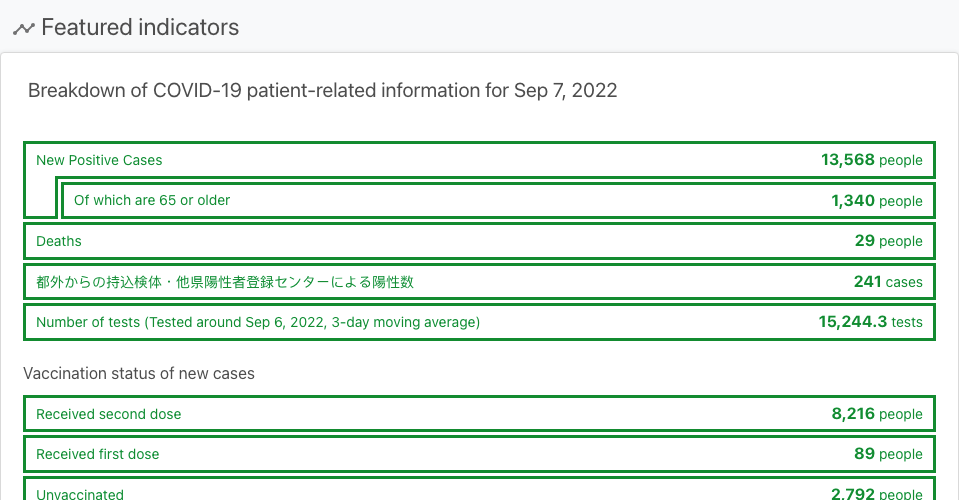 Featured indicators
Breakdown of COVID-19 patient-related information for Sep 7, 2022
New Positive Cases 13,568 people
Of which are 65 or older 1,340 people
Deaths 29 people
都外からの持込検体・他県陽性者登録センターによる陽性数 241 cases
Number of tests (Tested around Sep 6, 2022, 3-day moving average) 15,244.3 tests
Vaccination status of new cases
Received second dose 8,216 people
Received first dose 89 people
Unvaccinated 2,792 people